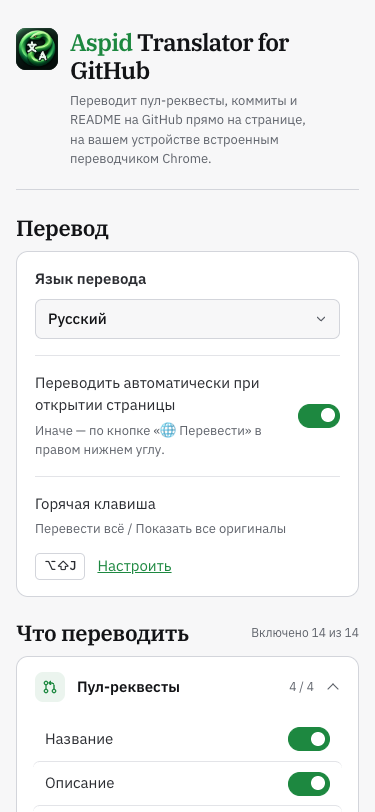 Aspid Translator for
GitHub
Переводит пул-реквесты, коммиты и
README на GitHub прямо на странице,
на вашем устройстве встроенным
переводчиком Chrome.
Перевод
Язык перевода
Русский
Переводить автоматически при
открытии страницы
Иначе — по кнопке «🌐 Перевести» в
правом нижнем углу.
Горячая клавиша
Перевести всё / Показать все оригиналы
⌥⇧J Настроить
Что переводить Включено 14 из 14
Пул-реквесты 4 / 4
Название
Описание